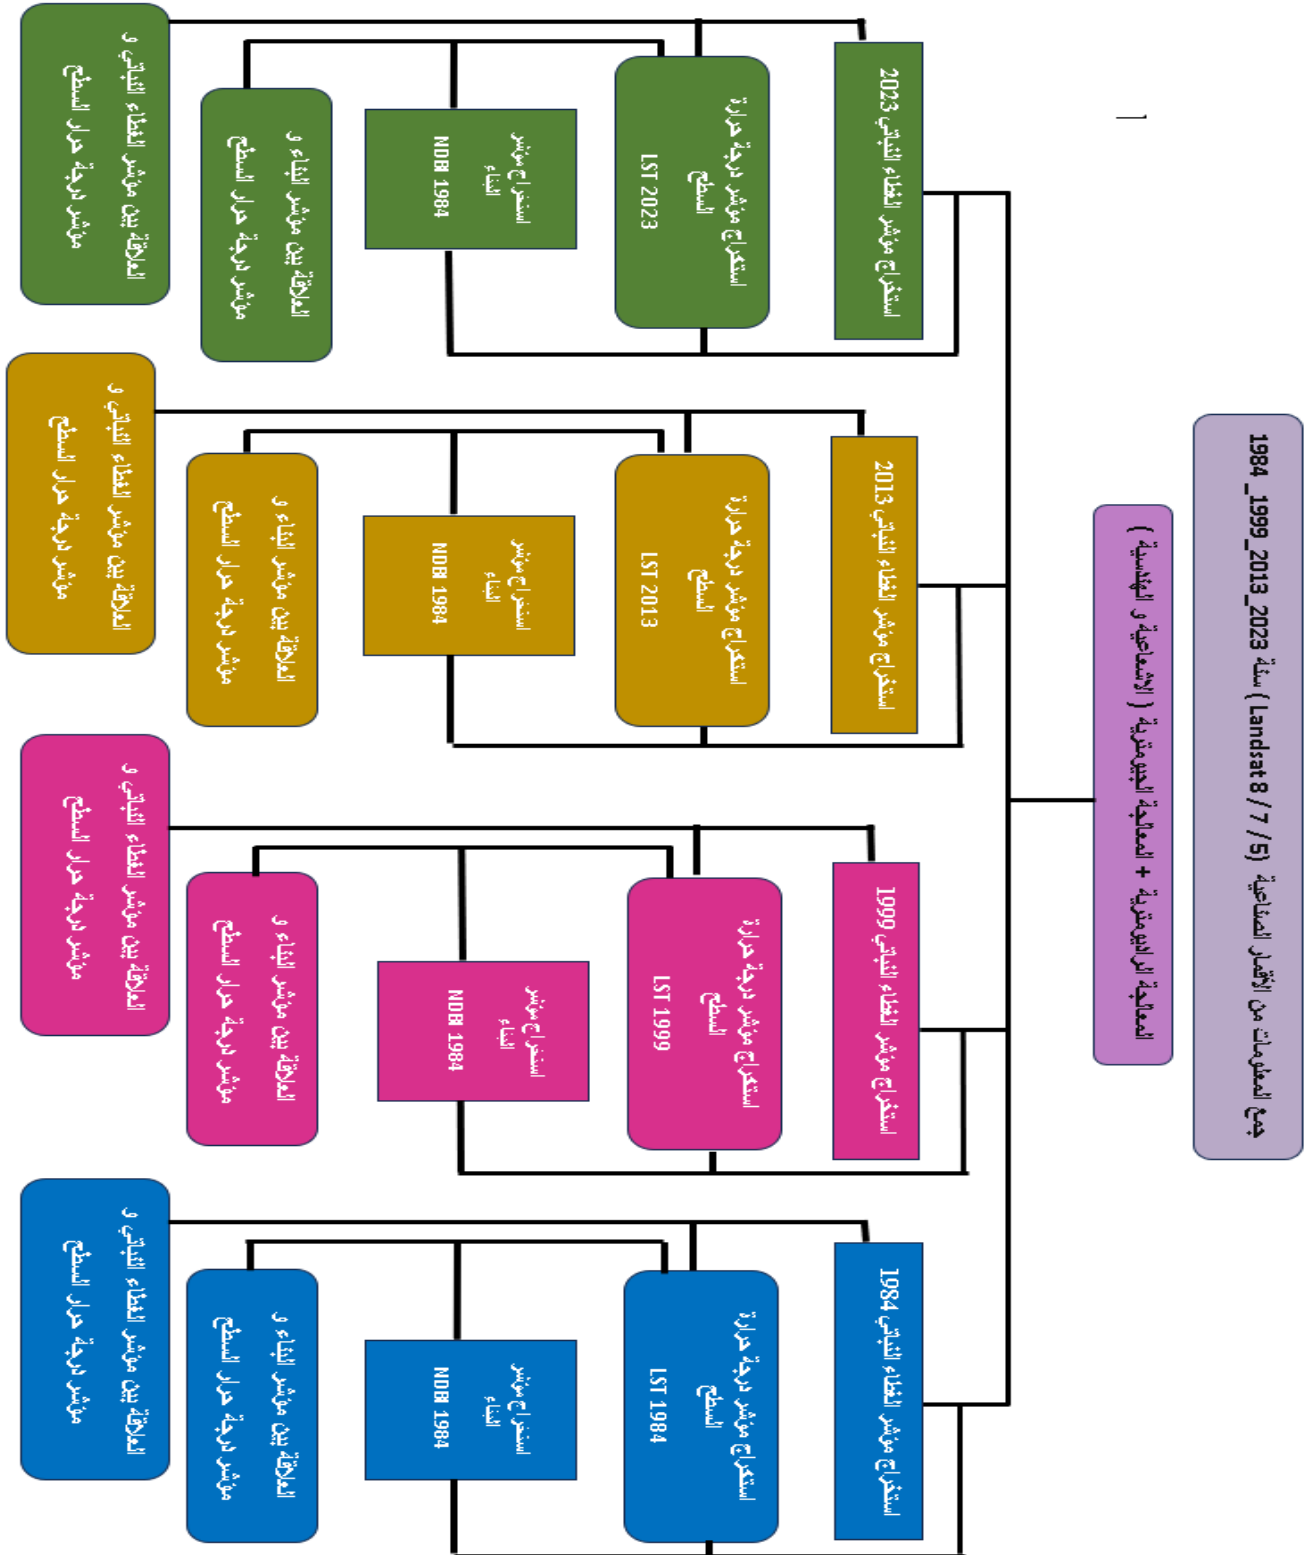 جمع المعلومات من الأقمار الصناعية (Landsat 8 / 7 / 5 ) سنة 2023_2013_1999_ 1984
المعالجة الراديومترية + المعالجة الجيومترية ( الاشعاعية و الهندسية )
استخراج مؤشر الغطاء النباتي 1984
استخراج مؤشر درجة حرارة
السطح
LST 1984
استخراج مؤشر
البناء
NDBI 1984
العلاقة بين مؤشر البناء و
مؤشر درجة حرار السطح
العلاقة بين مؤشر الغطاء النباتي و
مؤشر درجة حرار السطح
استخراج مؤشر الغطاء النباتي 1999
استخراج مؤشر درجة حرارة
السطح
LST 1999
استخراج مؤشر
البناء
NDBI 1984
العلاقة بين مؤشر البناء و
مؤشر درجة حرار السطح
العلاقة بين مؤشر الغطاء النباتي و
مؤشر درجة حرار السطح
استخراج مؤشر الغطاء النباتي 2013
استخراج مؤشر درجة حرارة
السطح
LST 2013
استخراج مؤشر
البناء
NDBI 1984
العلاقة بين مؤشر البناء و
مؤشر درجة حرار السطح
العلاقة بين مؤشر الغطاء النباتي و
مؤشر درجة حرار السطح
استخراج مؤشر الغطاء النباتي 2023
استخراج مؤشر درجة حرارة
السطح
LST 2023
استخراج مؤشر
البناء
NDBI 1984
العلاقة بين مؤشر البناء و
مؤشر درجة حرار السطح
العلاقة بين مؤشر الغطاء النباتي و
مؤشر درجة حرار السطح